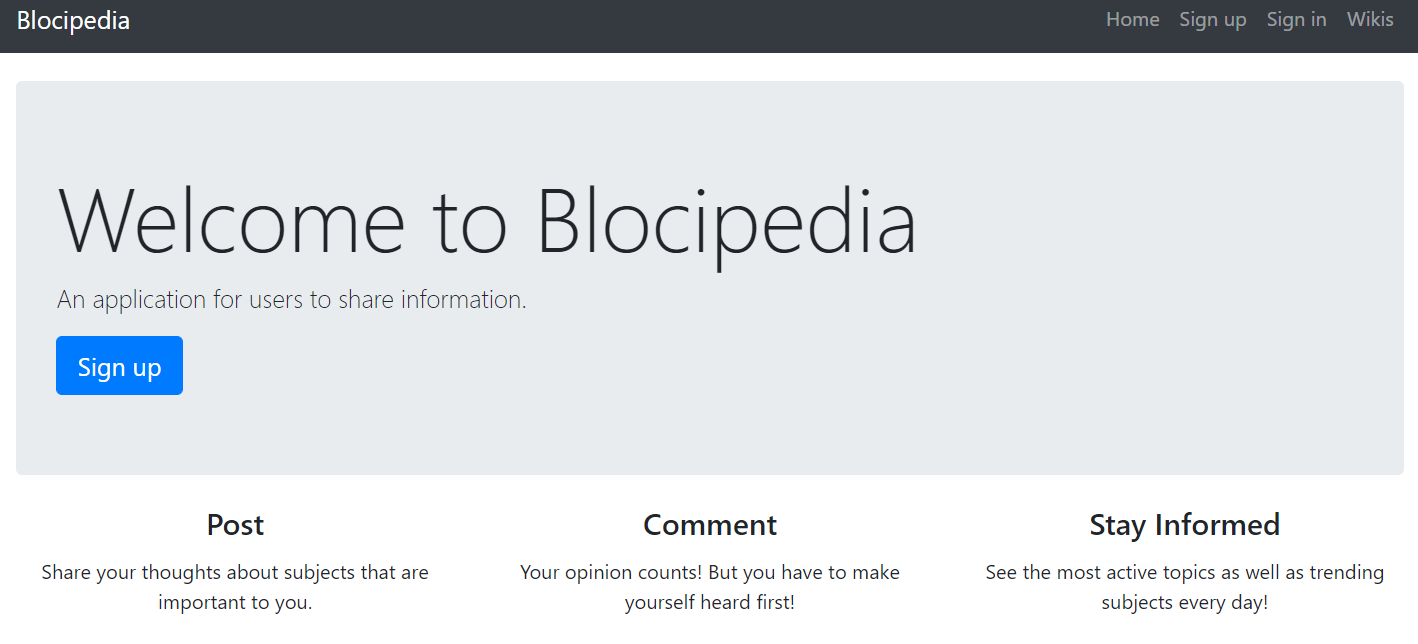 Blocipedia
Home Sign up Sign in Wikis
Welcome to Blocipedia
An application for users to share information.
Sign up
Post
Share your thoughts about subjects that are
important to you.
Comment
Your opinion counts! But you have to make
yourself heard first!
Stay Informed
See the most active topics as well as trending
subjects every day!